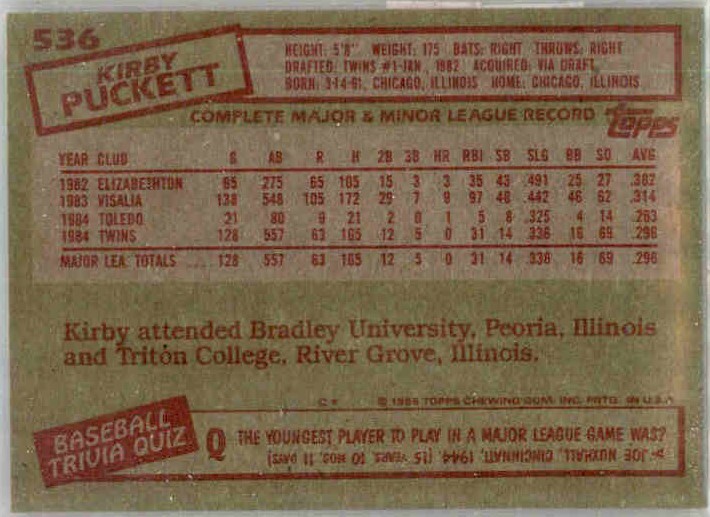 536
KIRBY
PUCKETT
HEIGHT: 5'8" WEIGHT: 175 BATS: RIGHT THROWS: RIGHT
DRAFTED: TWINS #1-JAN., 1982 ACQUIRED: VIA DRAFT
BORN: 3-14-61, CHICAGO, ILLINOIS HOME: CHICAGO, ILLINOIS
COMPLETE MAJOR & MINOR LEAGUE RECORD
Topps
YEAR CLUB G AB R H 2B 3B HR RBI SB SLG BB SO AVG
1982 ELIZABETHTON 65 275 65 105 15 3 3 35 43 .491 25 27 .382
1983 VISALIA 138 548 105 172 29 7 9 97 48 .442 46 62 .314
1984 TOLEDO 21 80 9 21 2 0 1 5 8 .325 4 14 .263
1984 TWINS 128 557 63 165 12 5 0 31 14 .336 16 69 .296
MAJOR LEA. TOTALS .... 128 557 63 165 12 5 0 31 14 .336 16 69 .296
Kirby attended Bradley University, Peoria, Illinois
and Triton College, River Grove, Illinois.
C* © 1985 TOPPS CHEWING GUM, INC. PRTD. IN U.S.A.
BASEBALL
TRIVIA QUIZ
Q THE YOUNGEST PLAYER TO PLAY IN A MAJOR LEAGUE GAME WAS?
A: JOE NUXHALL, CINCINNATI, 1944, (15 YEARS, 10 MOS, 11 DAYS)